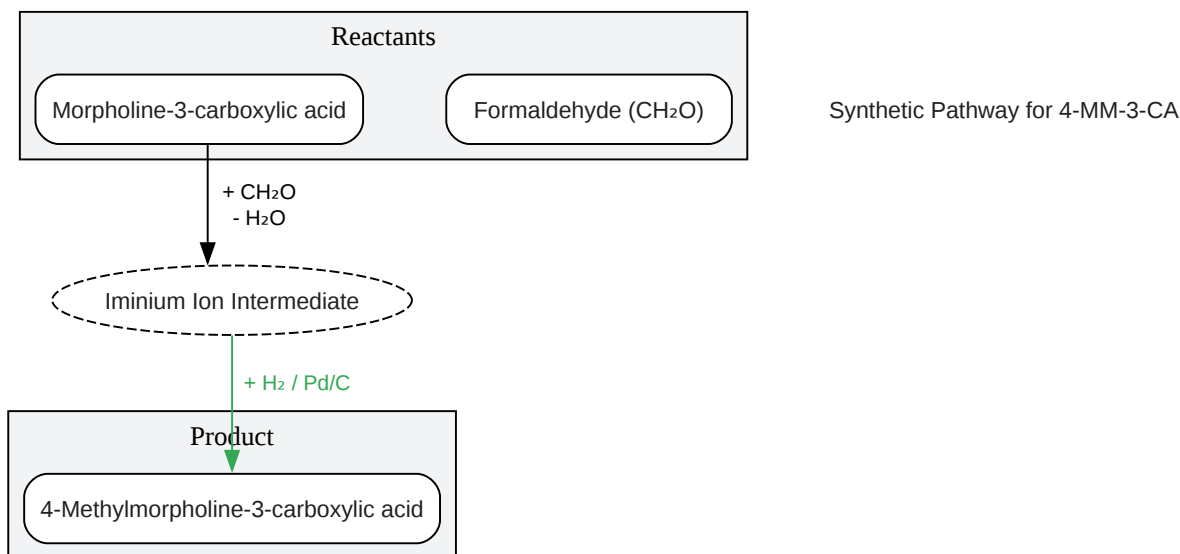 Reactants
Morpholine-3-carboxylic acid
Formaldehyde (CH₂O)
Synthetic Pathway for 4-MM-3-CA
+ CH₂O
- H₂O
Iminium Ion Intermediate
+ H₂ / Pd/C
Product
4-Methylmorpholine-3-carboxylic acid